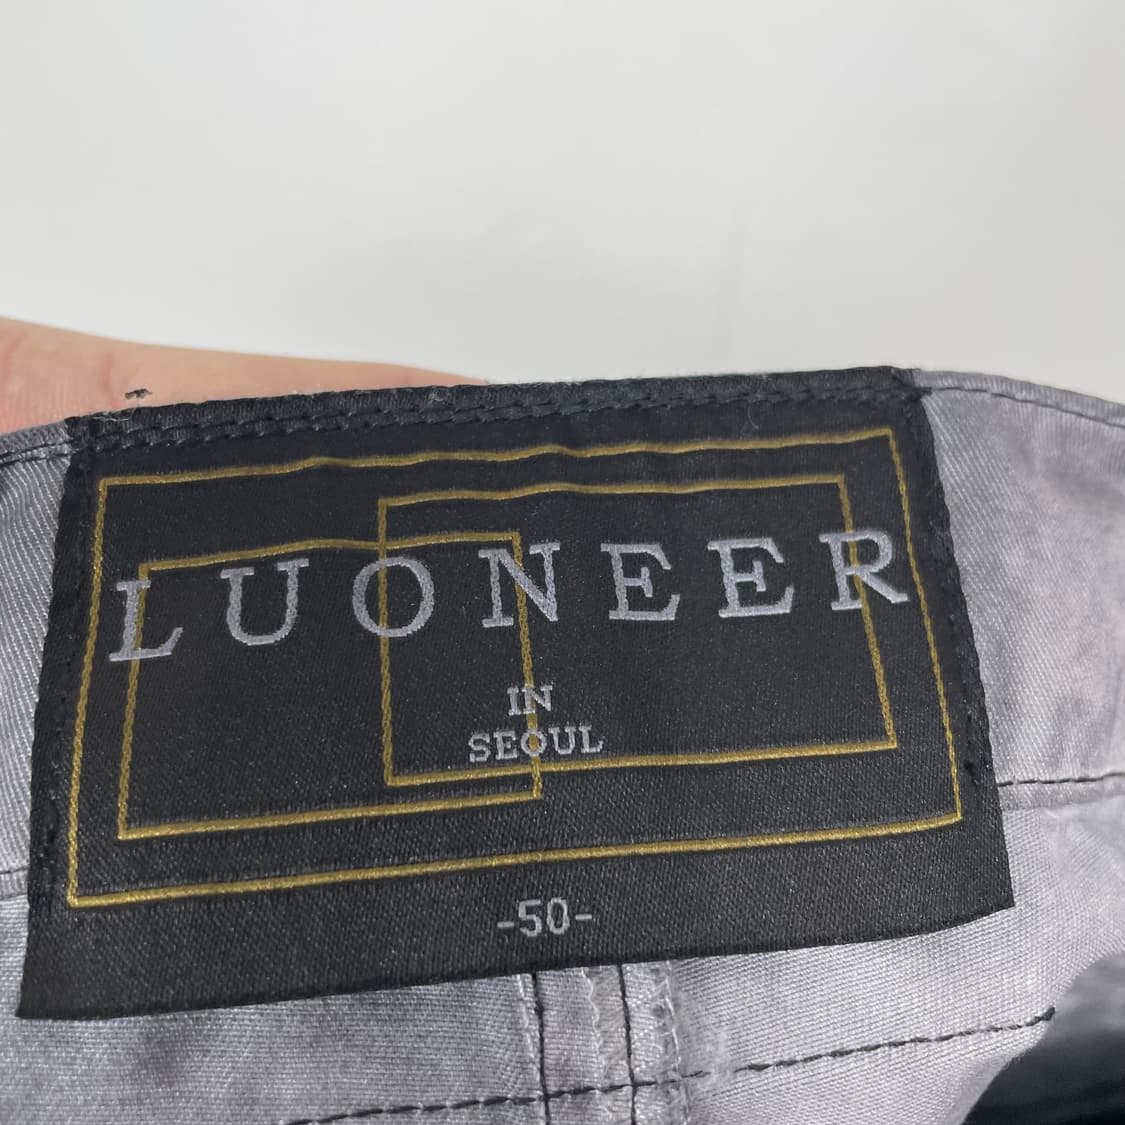 LUONEER
IN
SEOUL
-50-